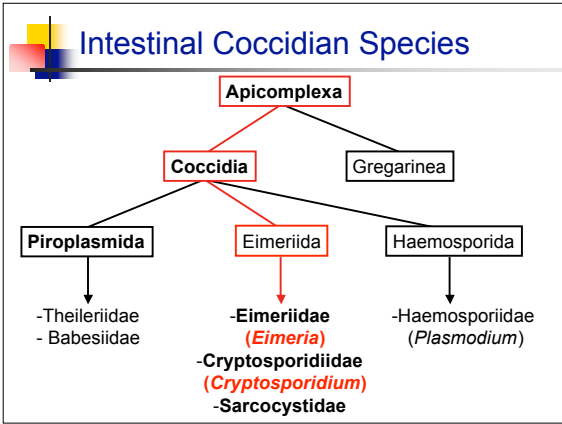 Intestinal Coccidian Species
Apicomplexa
Coccidia
Gregarinea
Piroplasmida
Eimeriida
Haemosporida
-Theileriidae
- Babesiidae
-Eimeriidae
(Eimeria)
-Cryptosporidiidae
(Cryptosporidium)
-Sarcocystidae
-Haemosporiidae
(Plasmodium)